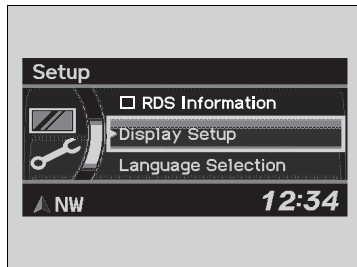 Setup
RDS Information
Display Setup
Language Selection
NW
12:34